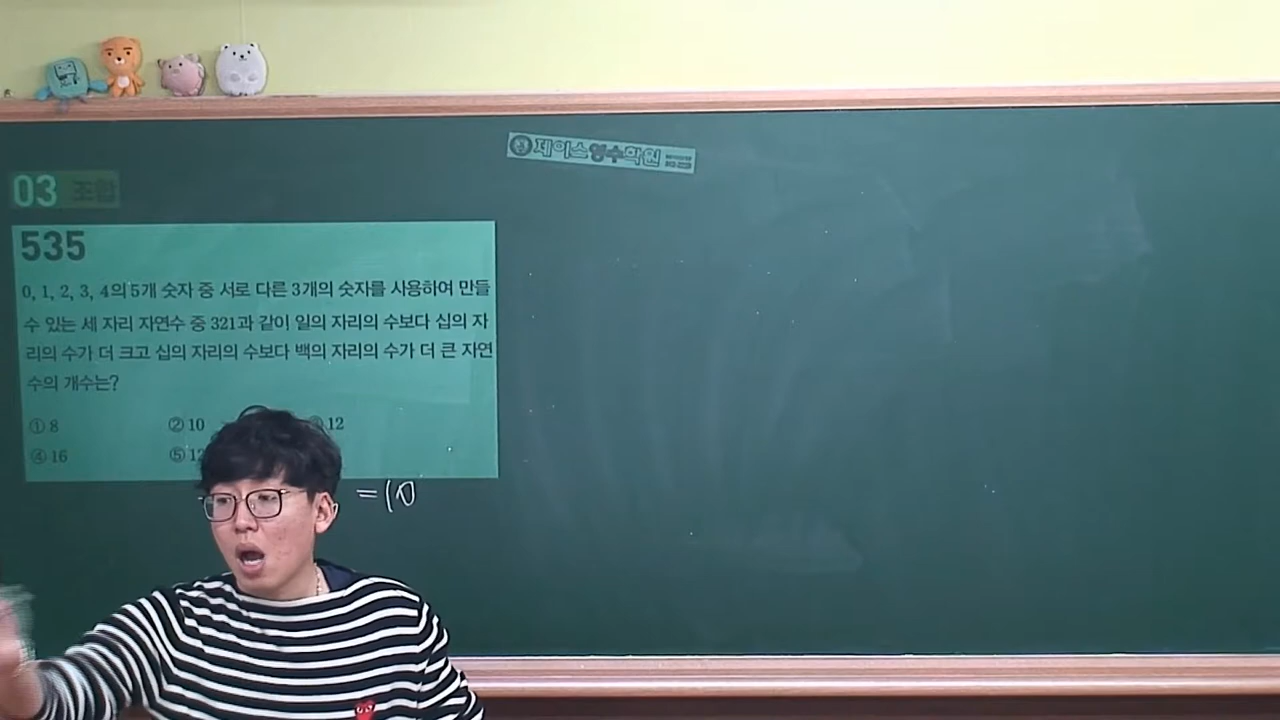 제이스영수학원
03 조합
535
0, 1, 2, 3, 4의 5개 숫자 중 서로 다른 3개의 숫자를 사용하여 만들
수 있는 세 자리 자연수 중 321과 같이 일의 자리의 수보다 십의 자
리의 수가 더 크고 십의 자리의 수보다 백의 자리의 수가 더 큰 자연
수의 개수는?
① 8 ② 10 ③ 12
④ 16 ⑤
= 10